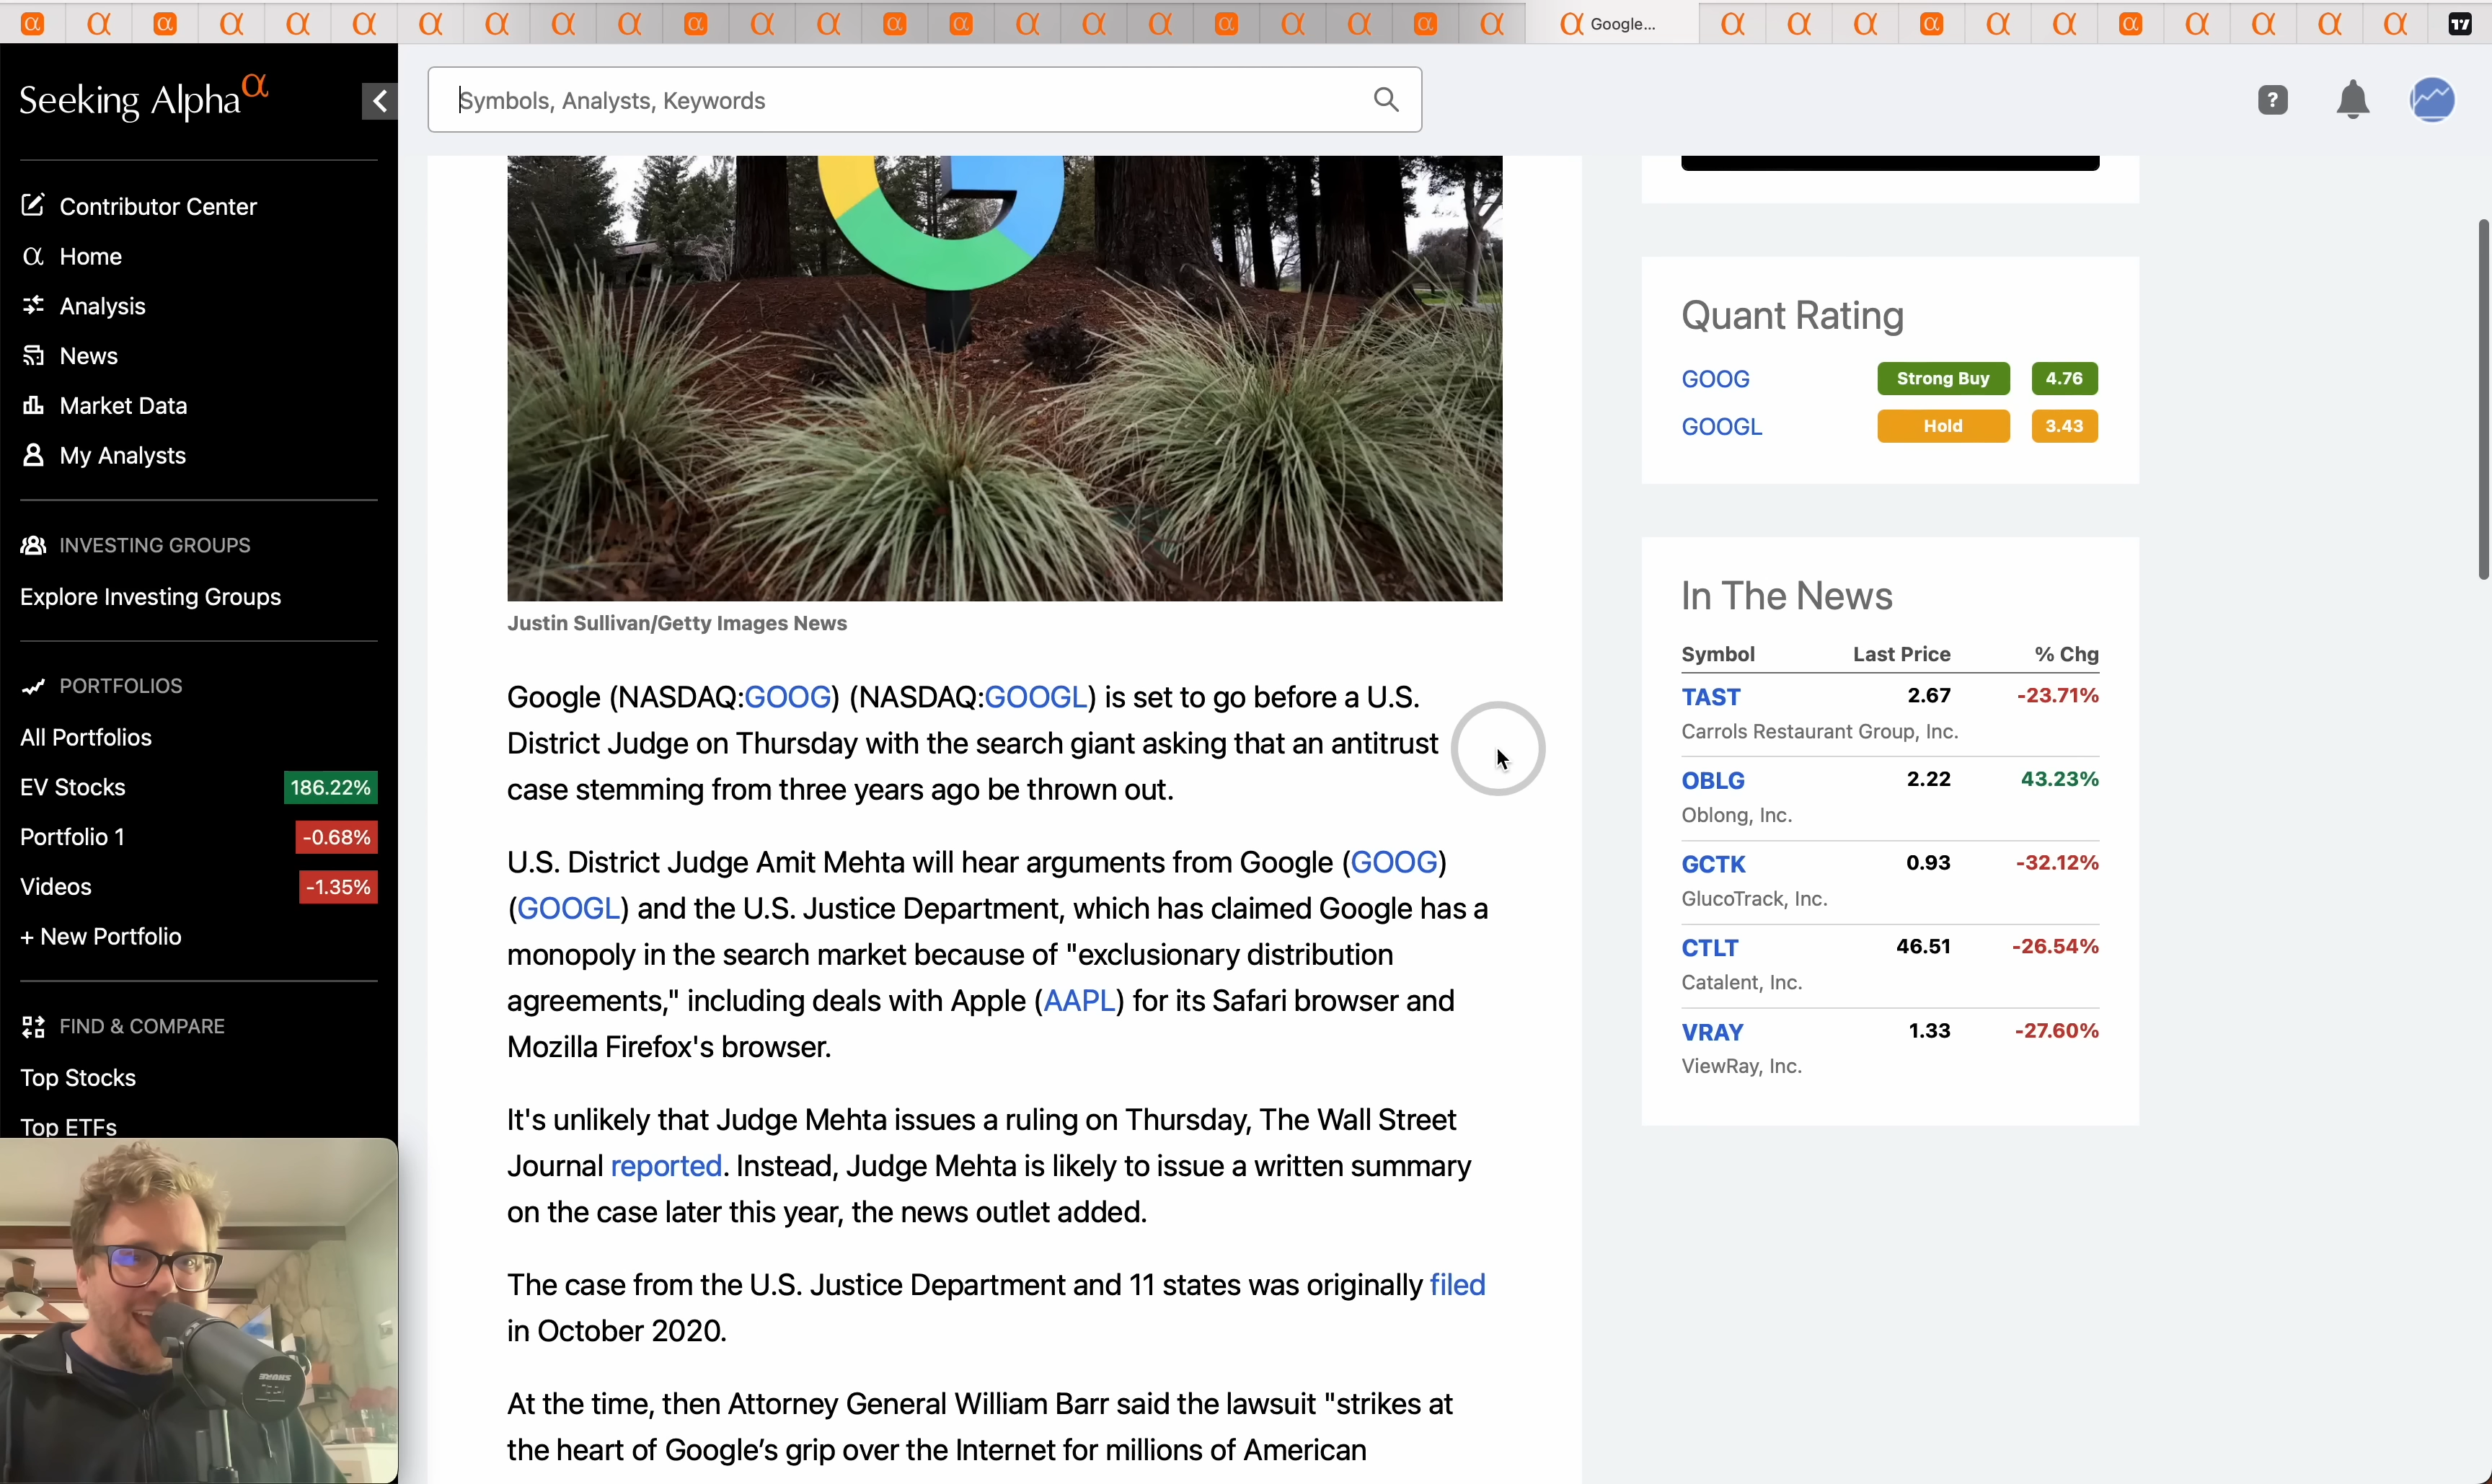 Google...
Seeking Alpha α
Symbols, Analysts, Keywords
?
Contributor Center
Home
Analysis
News
Market Data
My Analysts
INVESTING GROUPS
Explore Investing Groups
PORTFOLIOS
All Portfolios
EV Stocks 186.22%
Portfolio 1 -0.68%
Videos -1.35%
+ New Portfolio
FIND & COMPARE
Top Stocks
Top ETFs
Justin Sullivan/Getty Images News
Google (NASDAQ:GOOG) (NASDAQ:GOOGL) is set to go before a U.S.
District Judge on Thursday with the search giant asking that an antitrust
case stemming from three years ago be thrown out.
U.S. District Judge Amit Mehta will hear arguments from Google (GOOG)
(GOOGL) and the U.S. Justice Department, which has claimed Google has a
monopoly in the search market because of "exclusionary distribution
agreements," including deals with Apple (AAPL) for its Safari browser and
Mozilla Firefox's browser.
It's unlikely that Judge Mehta issues a ruling on Thursday, The Wall Street
Journal reported. Instead, Judge Mehta is likely to issue a written summary
on the case later this year, the news outlet added.
The case from the U.S. Justice Department and 11 states was originally filed
in October 2020.
At the time, then Attorney General William Barr said the lawsuit "strikes at
the heart of Google’s grip over the Internet for millions of American
Quant Rating
GOOG Strong Buy 4.76
GOOGL Hold 3.43
In The News
Symbol Last Price % Chg
TAST 2.67 -23.71%
Carrols Restaurant Group, Inc.
OBLG 2.22 43.23%
Oblong, Inc.
GCTK 0.93 -32.12%
GlucoTrack, Inc.
CTLT 46.51 -26.54%
Catalent, Inc.
VRAY 1.33 -27.60%
ViewRay, Inc.